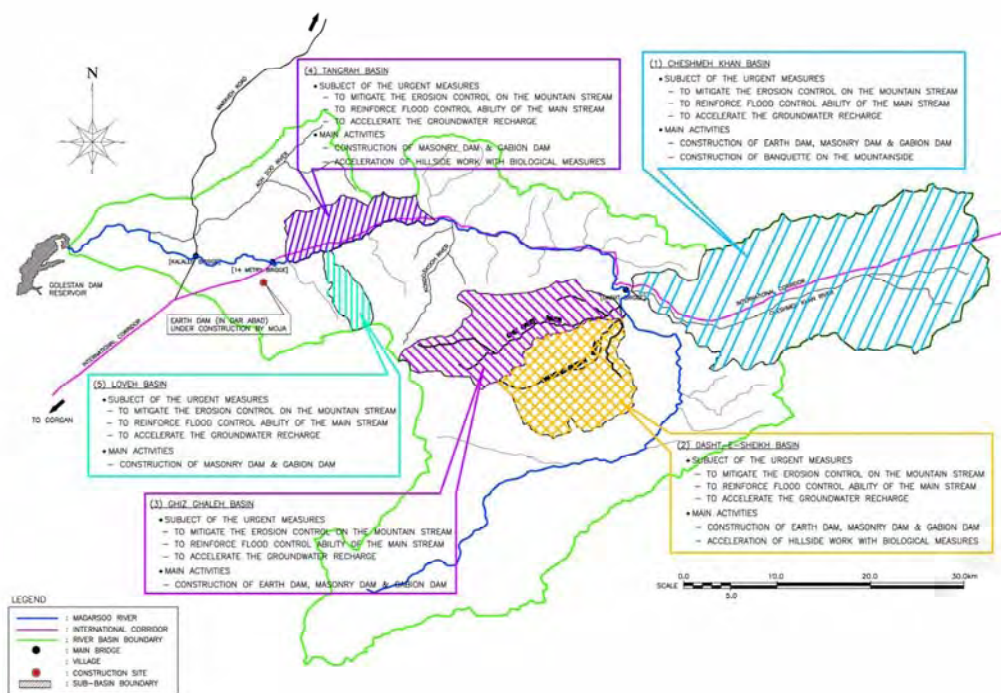 (4) TANGRAH BASIN
• SUBJECT OF THE URGENT MEASURES
– TO MITIGATE THE EROSION CONTROL ON THE MOUNTAIN STREAM
– TO REINFORCE FLOOD CONTROL ABILITY OF THE MAIN STREAM
– TO ACCELERATE THE GROUNDWATER RECHARGE
• MAIN ACTIVITIES
– CONSTRUCTION OF MASONRY DAM & GABION DAM
– ACCELERATION OF HILLSIDE WORK WITH BIOLOGICAL MEASURES
(1) CHESHMEH KHAN BASIN
• SUBJECT OF THE URGENT MEASURES
– TO MITIGATE THE EROSION CONTROL ON THE MOUNTAIN STREAM
– TO REINFORCE FLOOD CONTROL ABILITY OF THE MAIN STREAM
– TO ACCELERATE THE GROUNDWATER RECHARGE
• MAIN ACTIVITIES
– CONSTRUCTION OF EARTH DAM, MASONRY DAM & GABION DAM
– CONSTRUCTION OF BANQUETTE ON THE MOUNTAINSIDE
N
ROAD
RIVER
GOLESTAN DAM
RESERVOIR
EARTH DAM (IN GAR ABAD)
UNDER CONSTRUCTION BY MOJA
INTERNATIONAL CORRIDOR
TO GORGAN
RIVER
INTERNATIONAL CORRIDOR
CHESHMEH KHAN RIVER
(5) LOVEH BASIN
• SUBJECT OF THE URGENT MEASURES
– TO MITIGATE THE EROSION CONTROL ON THE MOUNTAIN STREAM
– TO REINFORCE FLOOD CONTROL ABILITY OF THE MAIN STREAM
– TO ACCELERATE THE GROUNDWATER RECHARGE
• MAIN ACTIVITIES
– CONSTRUCTION OF MASONRY DAM & GABION DAM
(3) GHIZ GHALEH BASIN
• SUBJECT OF THE URGENT MEASURES
– TO MITIGATE THE EROSION CONTROL ON THE MOUNTAIN STREAM
– TO REINFORCE FLOOD CONTROL ABILITY OF THE MAIN STREAM
– TO ACCELERATE THE GROUNDWATER RECHARGE
• MAIN ACTIVITIES
– CONSTRUCTION OF EARTH DAM, MASONRY DAM & GABION DAM
(2) DASHT-E-SHEIKH BASIN
• SUBJECT OF THE URGENT MEASURES
– TO MITIGATE THE EROSION CONTROL ON THE MOUNTAIN STREAM
– TO REINFORCE FLOOD CONTROL ABILITY OF THE MAIN STREAM
– TO ACCELERATE THE GROUNDWATER RECHARGE
• MAIN ACTIVITIES
– CONSTRUCTION OF EARTH DAM, MASONRY DAM & GABION DAM
– ACCELERATION OF HILLSIDE WORK WITH BIOLOGICAL MEASURES
SCALE 0.0 5.0 10.0 20.0 30.0km
LEGEND
: MADARSOO RIVER
: INTERNATIONAL CORRIDOR
: RIVER BASIN BOUNDARY
: MAIN BRIDGE
: VILLAGE
: CONSTRUCTION SITE
: SUB-BASIN BOUNDARY